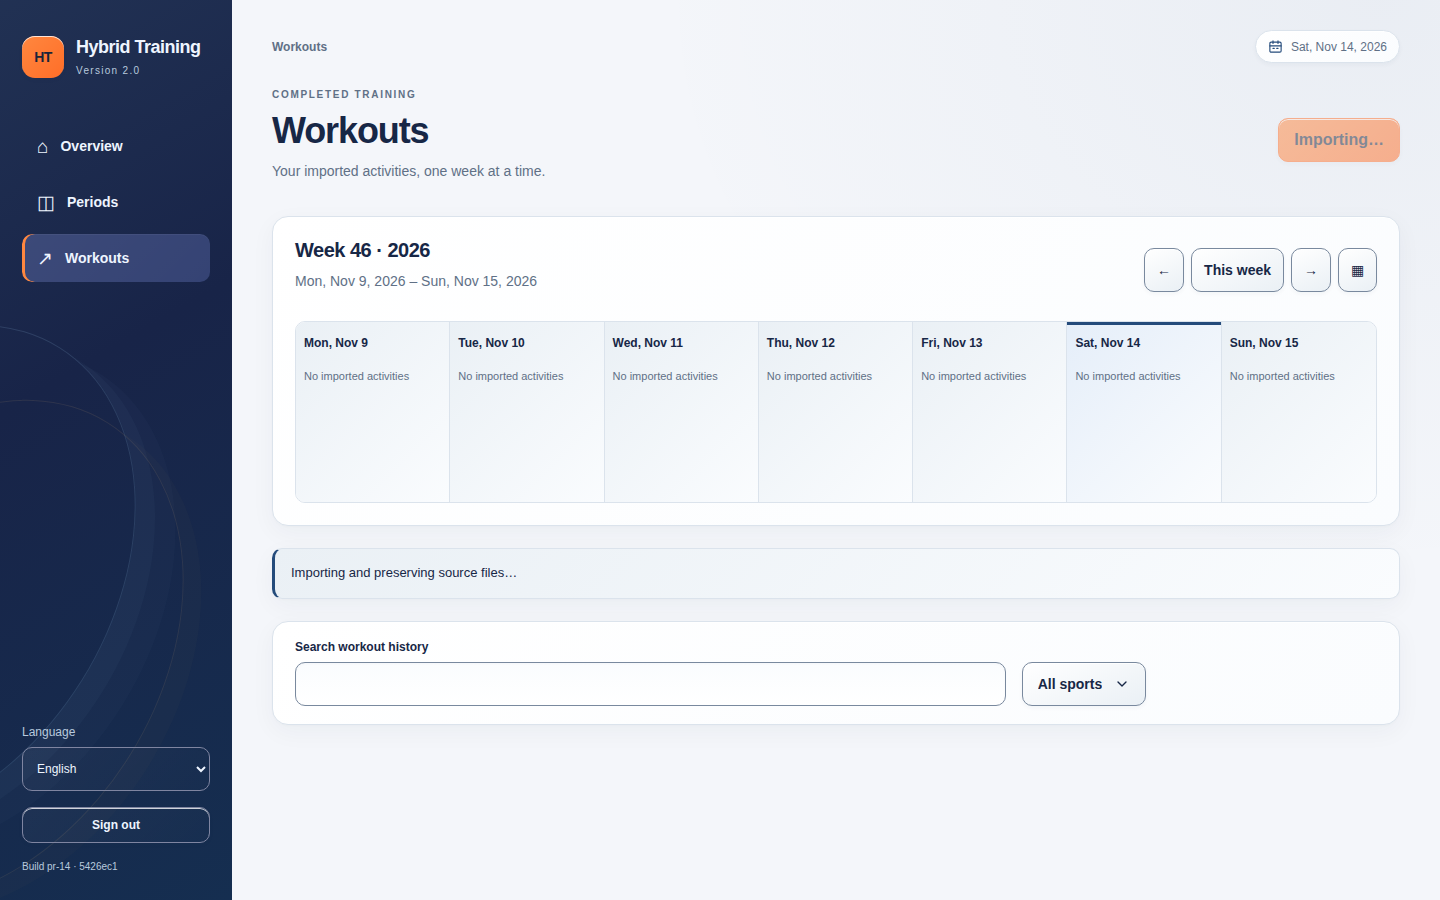 HT
Hybrid Training
Version 2.0
Overview
Periods
Workouts
Language
English
Sign out
Build pr-14 · 5426ec1
Workouts
Sat, Nov 14, 2026
COMPLETED TRAINING
Workouts
Your imported activities, one week at a time.
Importing…
Week 46 · 2026
Mon, Nov 9, 2026 – Sun, Nov 15, 2026
←
This week
→
Mon, Nov 9
No imported activities
Tue, Nov 10
No imported activities
Wed, Nov 11
No imported activities
Thu, Nov 12
No imported activities
Fri, Nov 13
No imported activities
Sat, Nov 14
No imported activities
Sun, Nov 15
No imported activities
Importing and preserving source files…
Search workout history
All sports